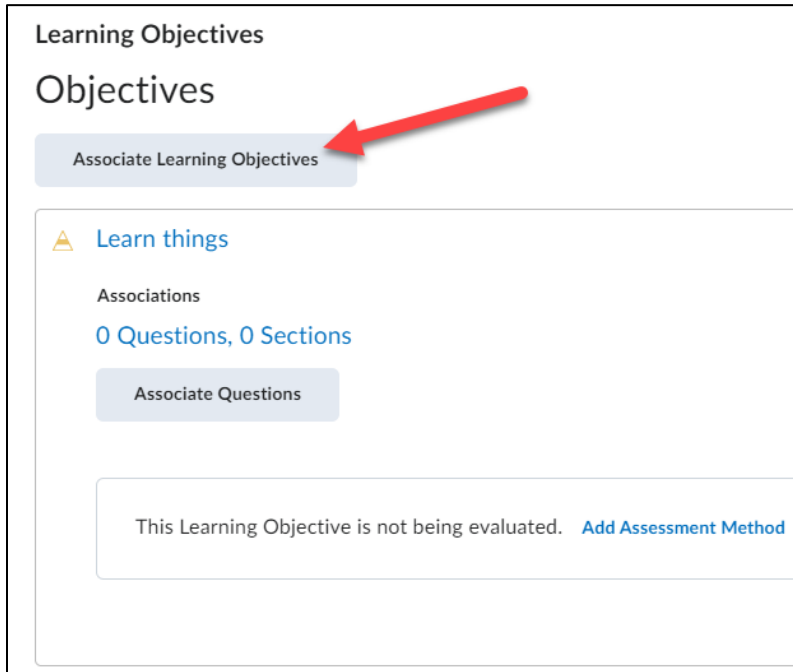 Learning Objectives
Objectives
Associate Learning Objectives
Learn things
Associations
0 Questions, 0 Sections
Associate Questions
This Learning Objective is not being evaluated. Add Assessment Method